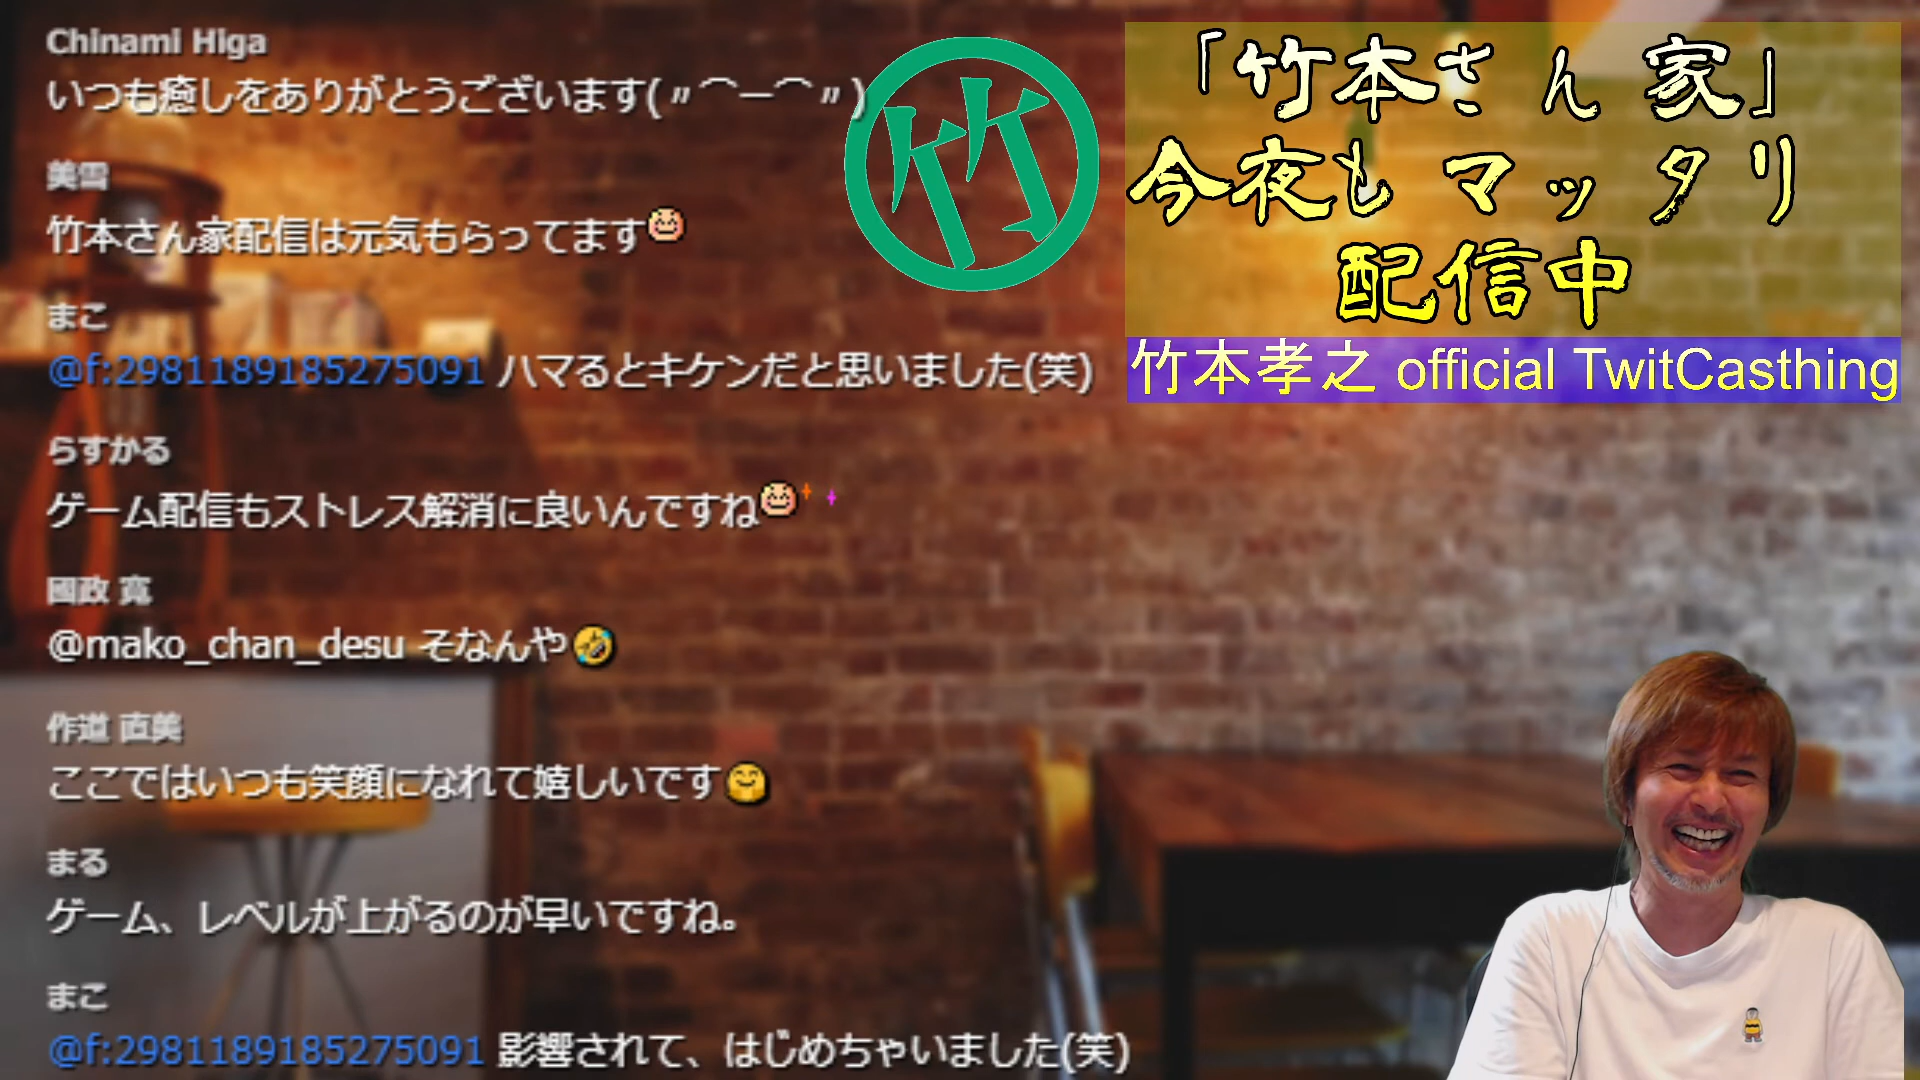 Chinami Higa
いつも癒しをありがとうございます(〃⌒ー⌒〃)
美雪
竹本さん家配信は元気もらってます
まこ
@f:2981189185275091 ハマるとキケンだと思いました(笑)
らすかる
ゲーム配信もストレス解消に良いんですね
國政 寛
@mako_chan_desu そなんや🤣
作道 直美
ここではいつも笑顔になれて嬉しいです🤗
まる
ゲーム、レベルが上がるのが早いですね。
まこ
@f:2981189185275091 影響されて、はじめちゃいました(笑)
竹
「竹本さん家」
今夜もマッタリ
配信中
竹本孝之 official TwitCasthing